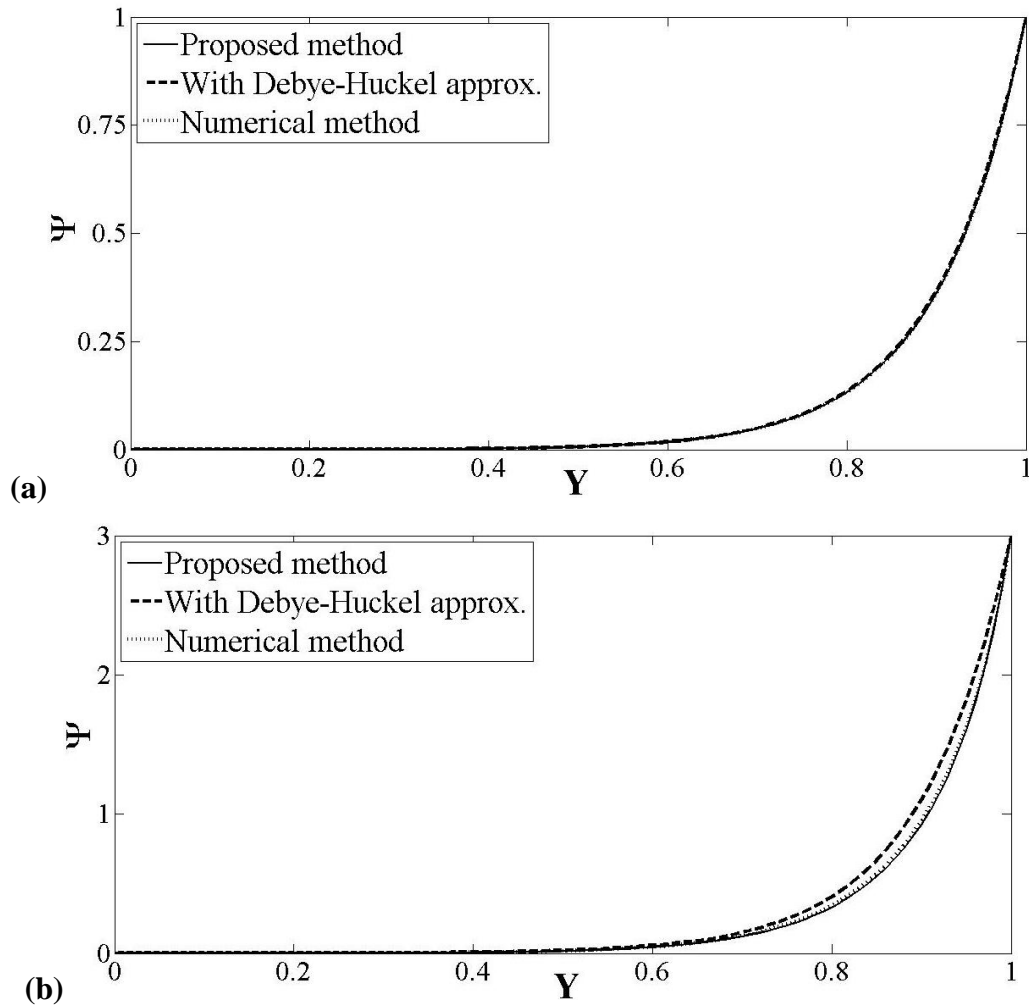 1
Proposed method
With Debye-Huckel approx.
Numerical method
0.75
Ψ
0.5
0.25
0
0 0.2 0.4 0.6 0.8 1
Y
(a)
3
Proposed method
With Debye-Huckel approx.
Numerical method
2
Ψ
1
0
0 0.2 0.4 0.6 0.8 1
Y
(b)